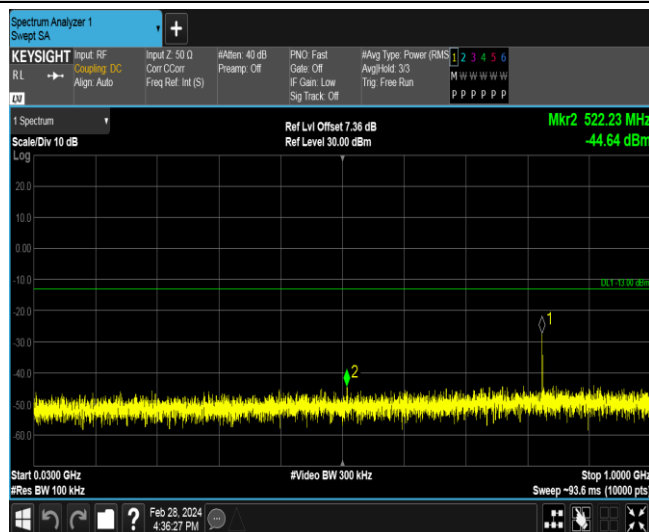 Spectrum Analyzer 1
Swept SA
KEYSIGHT Input: RF Input Z: 50 Ω #Atten: 40 dB PNO: Fast #Avg Type: Power (RMS 1 2 3 4 5 6
RL Coupling: DC Corr CCorr Preamp: Off Gate: Off Avg|Hold: 3/3 M W W W W W
Align: Auto Freq Ref: Int (S) IF Gain: Low Trig: Free Run
LXI Sig Track: Off P P P P P P
1 Spectrum Ref Lvl Offset 7.36 dB Mkr2 522.23 MHz
Scale/Div 10 dB Ref Level 30.00 dBm -44.64 dBm
Log
20.0
10.0
0.00
-10.0 DL1 -13.00 dBm
-20.0
1
-30.0
-40.0 2
-50.0
-60.0
Start 0.0300 GHz #Video BW 300 kHz Stop 1.0000 GHz
#Res BW 100 kHz Sweep ~93.6 ms (10000 pts)
? Feb 28, 2024
4:36:27 PM